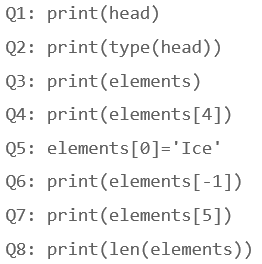 Q1: print(head)
Q2: print(type(head))
Q3: print(elements)
Q4: print(elements[4])
Q5: elements[0]='Ice'
Q6: print(elements[-1])
Q7: print(elements[5])
Q8: print(len(elements))